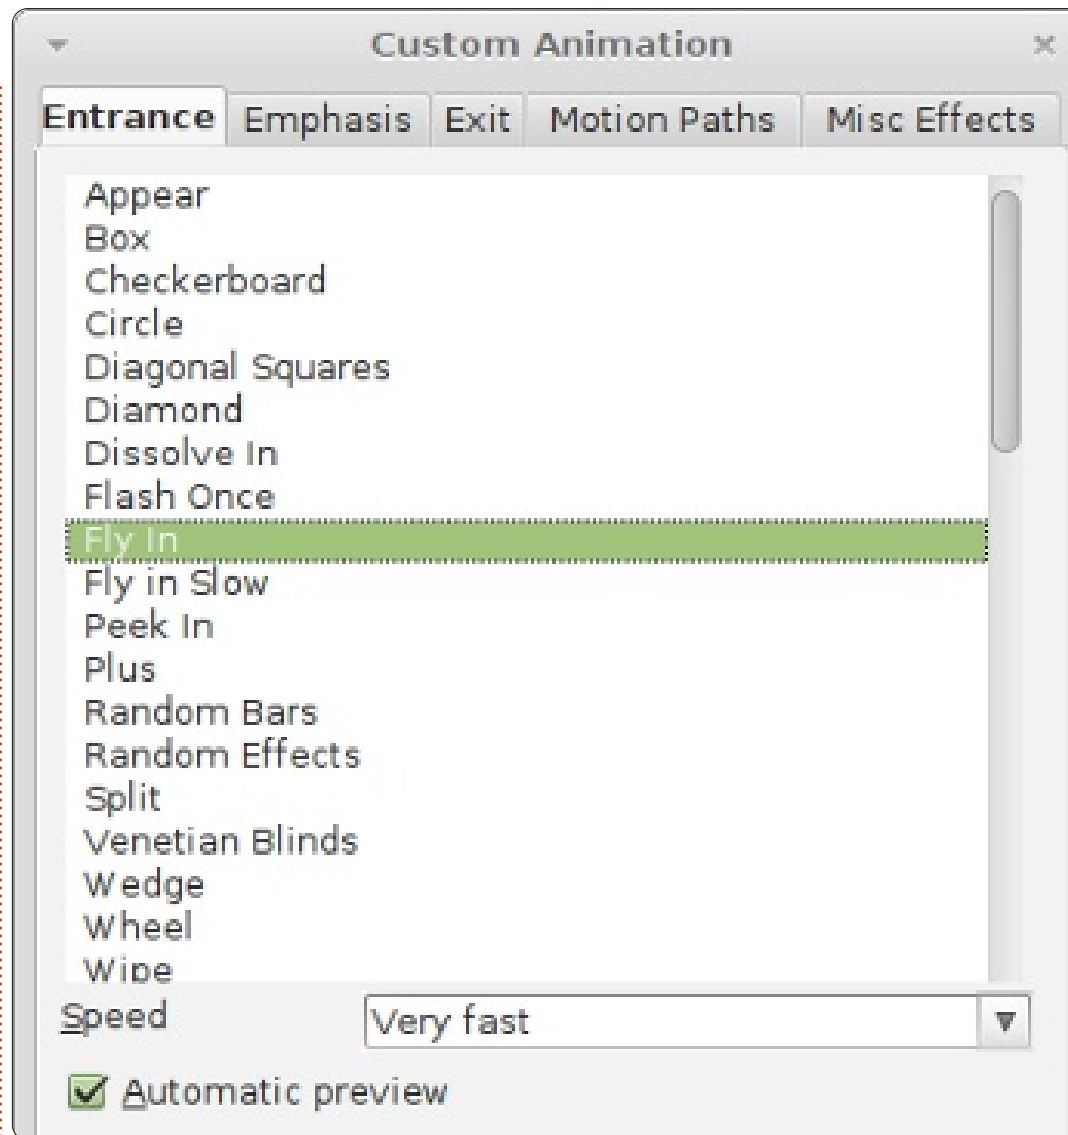 Custom Animation
Entrance Emphasis Exit Motion Paths Misc Effects
Appear
Box
Checkerboard
Circle
Diagonal Squares
Diamond
Dissolve In
Flash Once
Fly In
Fly in Slow
Peek In
Plus
Random Bars
Random Effects
Split
Venetian Blinds
Wedge
Wheel
Wipe
Speed Very fast
Automatic preview